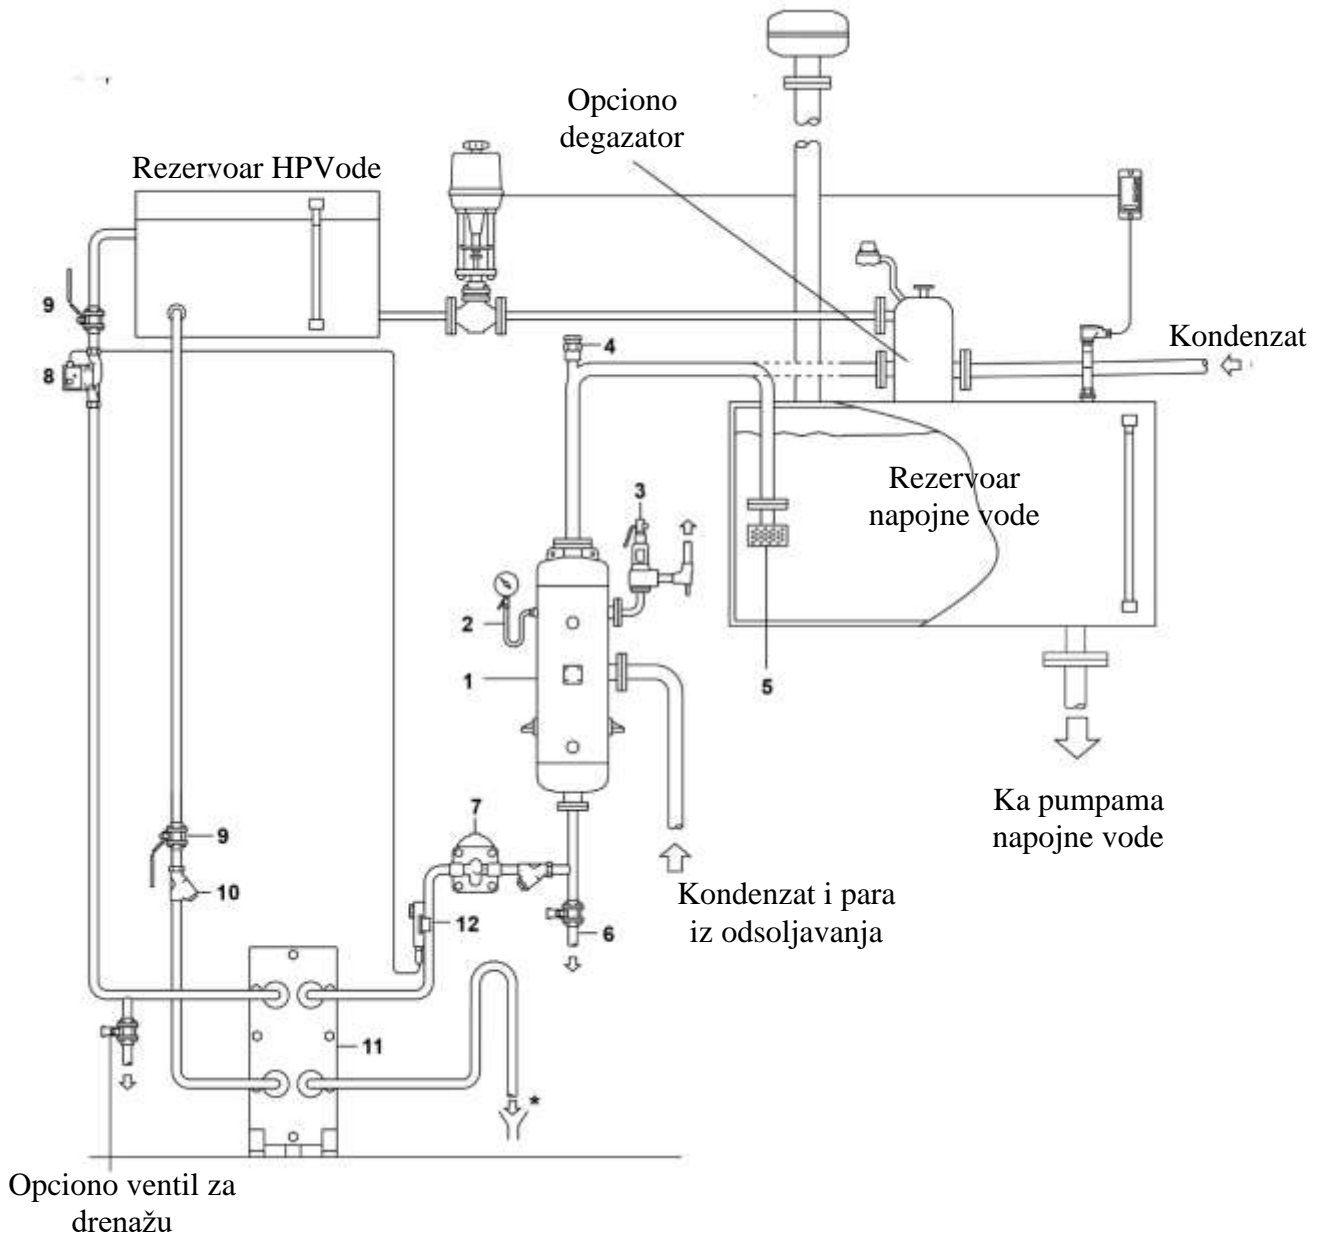 Opciono
degazator
Rezervoar HPVode
9
8
4
Kondenzat
Rezervoar
napojne vode
3
2
1
5
Ka pumpama
napojne vode
7
9
10
12
6
Kondenzat i para
iz odsoljavanja
11
*
Opciono ventil za
drenažu